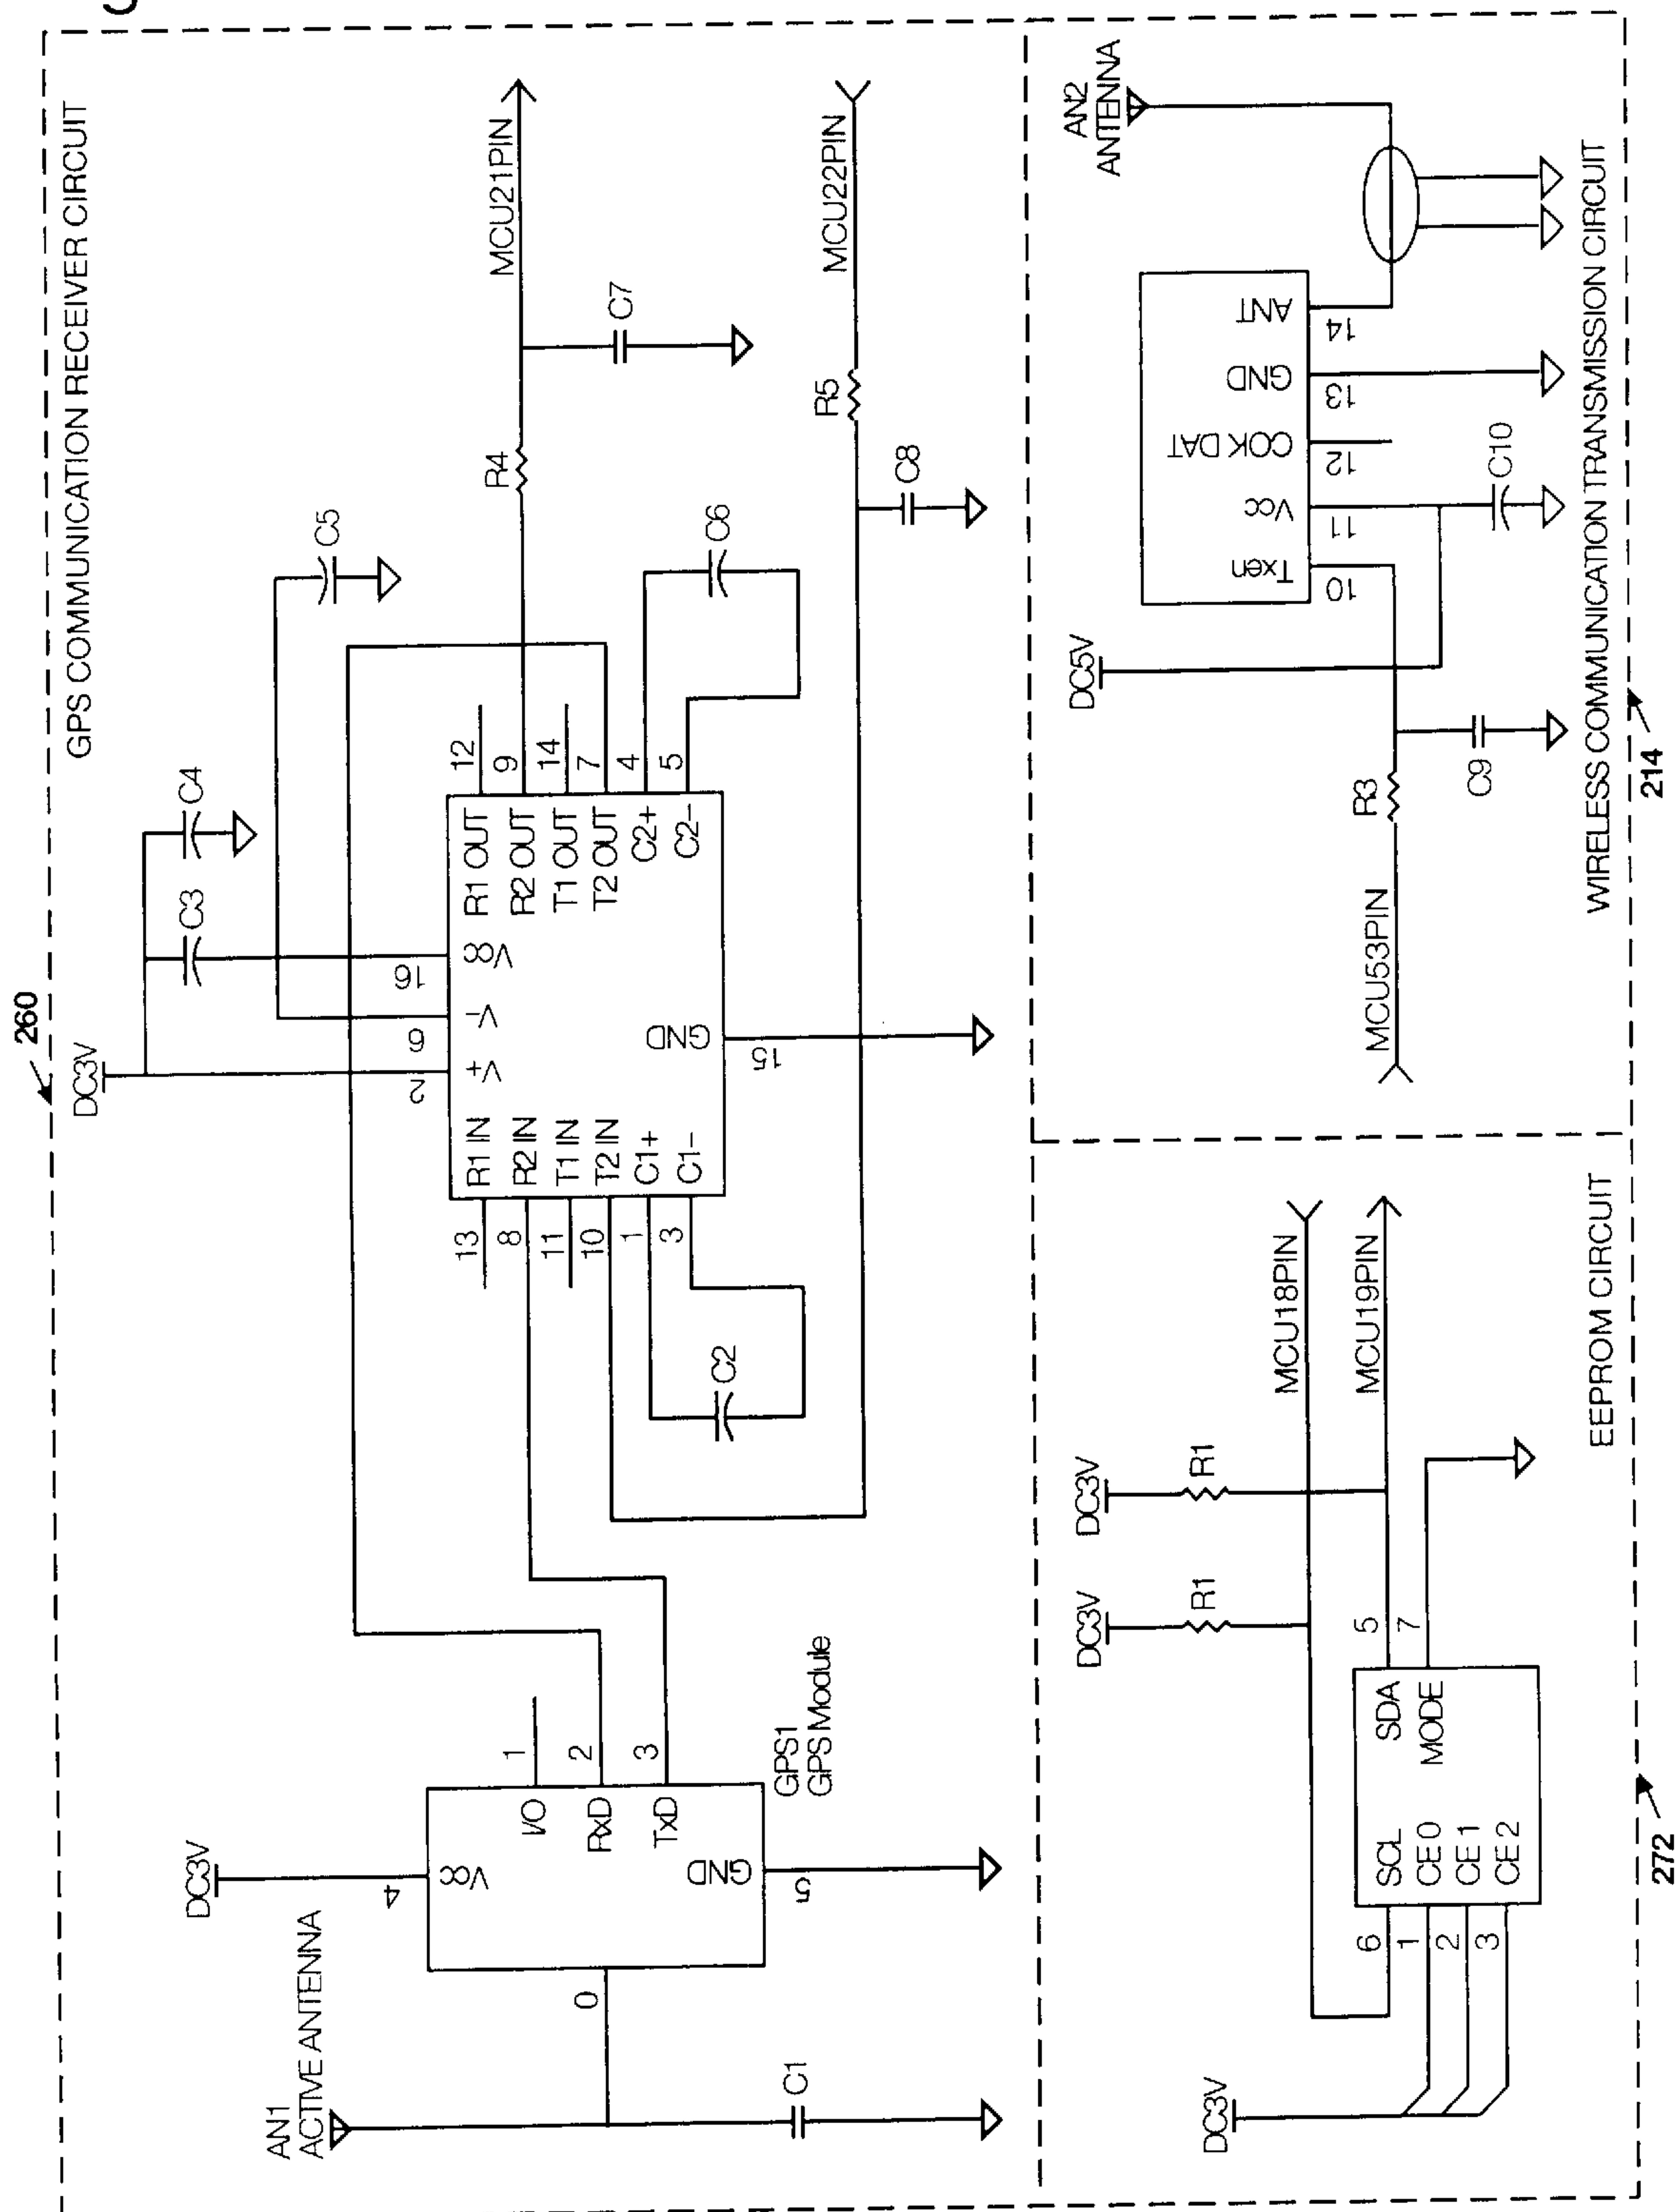 g
260
GPS COMMUNICATION RECEIVER CIRCUIT
AN1
ACTIVE ANTENNA
C1
0
DC3V
4
Vcc
I/O
RxD
TxD
GND
1
2
3
5
GPS1
GPS Module
DC3V
C3
C4
C5
2
6
16
V+
V-
Vcc
13
8
11
10
1
3
R1 IN
R2 IN
T1 IN
T2 IN
C1+
C1-
R1 OUT
R2 OUT
T1 OUT
T2 OUT
C2+
C2-
12
9
14
7
4
5
GND
15
C2
C6
R4
MCU21PIN
C7
C8
R5
MCU22PIN
DC3V
6
1
2
3
SCL
CE0
CE1
CE2
SDA
MODE
5
7
DC3V
R1
DC3V
R1
MCU18PIN
MCU19PIN
EEPROM CIRCUIT
272
MCU53PIN
R3
C9
DC5V
Txen
Vcc
COK DAT
GND
ANT
10
11
12
13
14
C10
AN2
ANTENNA
WIRELESS COMMUNICATION TRANSMISSION CIRCUIT
214